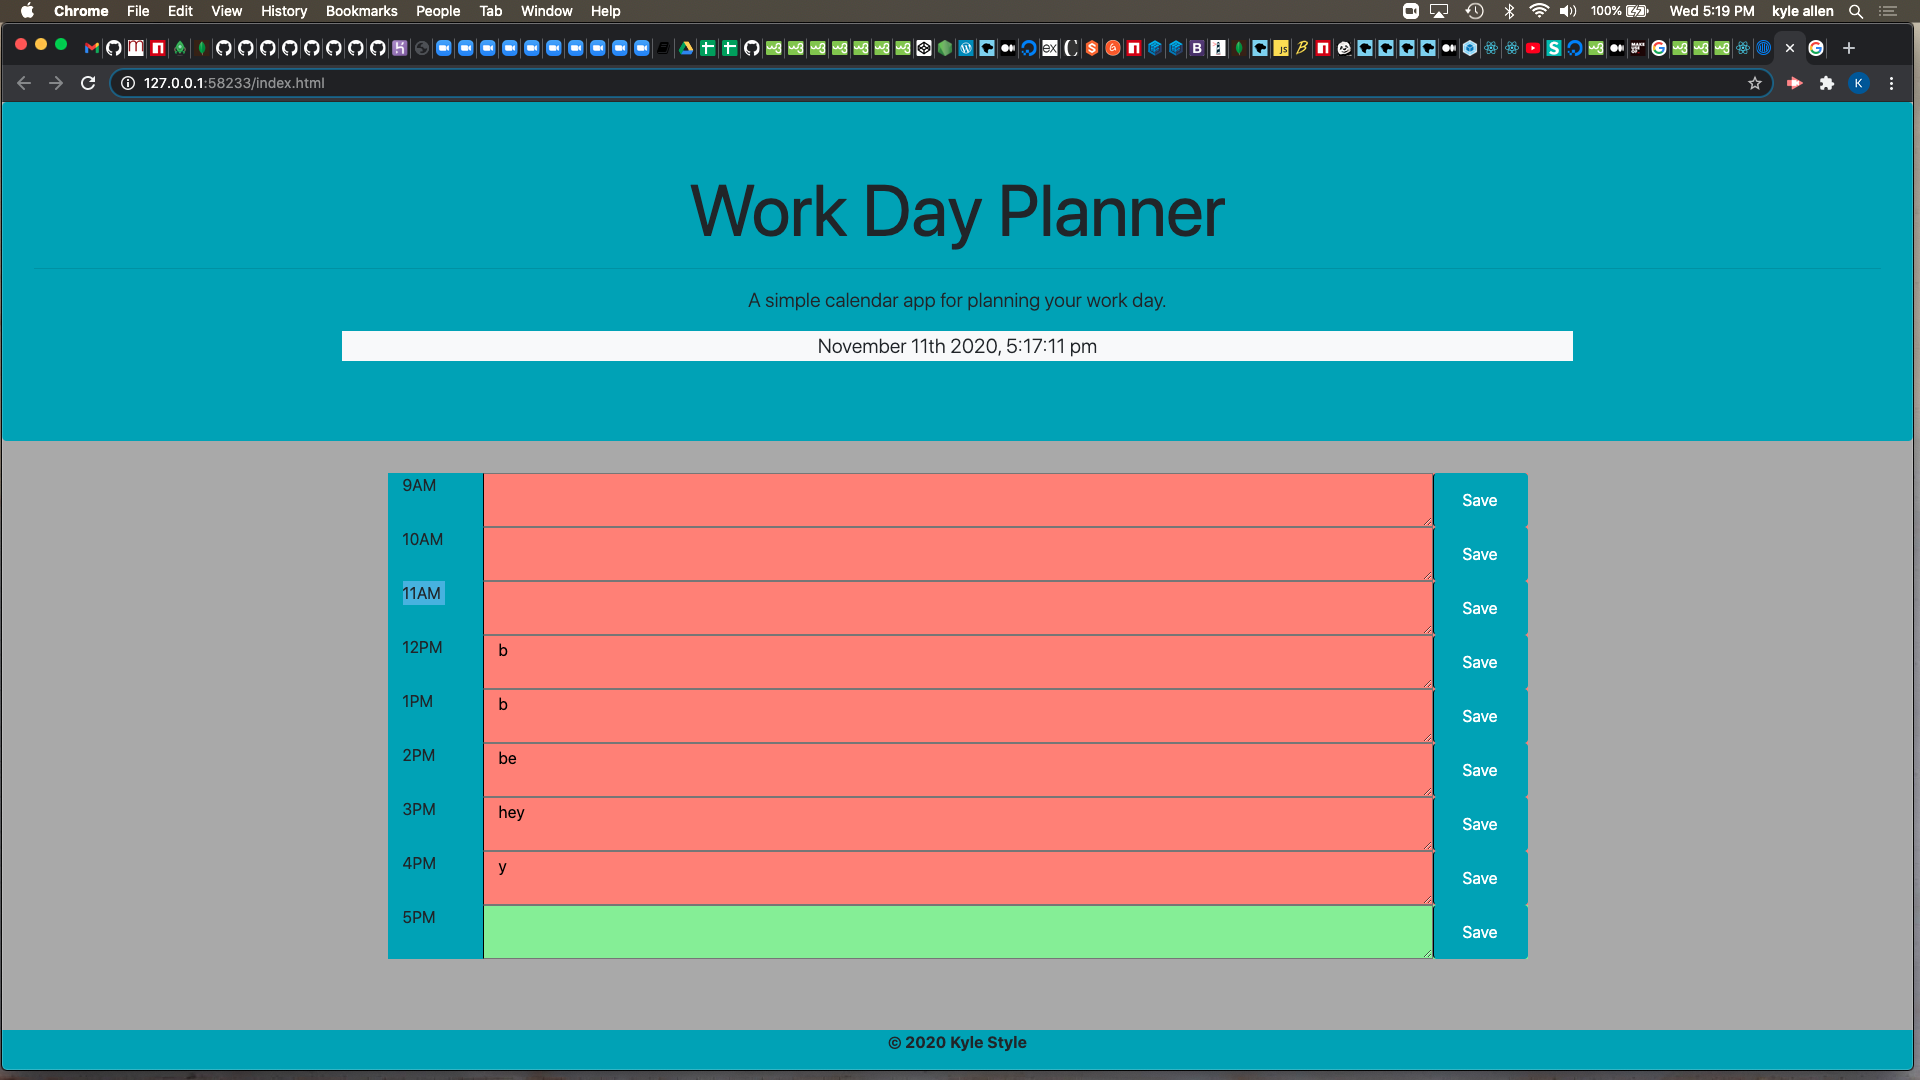 Chrome File Edit View History Bookmarks People Tab Window Help 100% Wed 5:19 PM kyle allen
127.0.0.1:58233/index.html K
Work Day Planner
A simple calendar app for planning your work day.
November 11th 2020, 5:17:11 pm
9AM Save
10AM Save
11AM Save
12PM b Save
1PM b Save
2PM be Save
3PM hey Save
4PM y Save
5PM Save
© 2020 Kyle Style